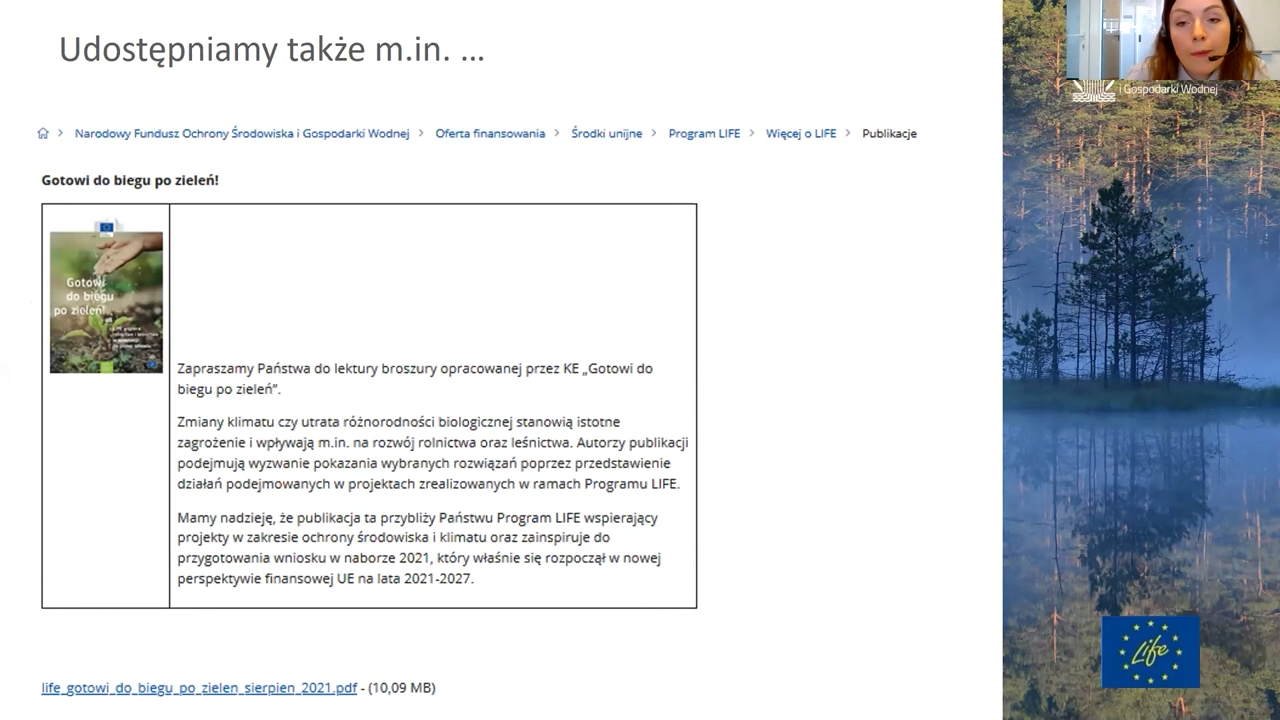 Udostępniamy także m.in. ...
i Gospodarki Wodnej
Narodowy Fundusz Ochrony Środowiska i Gospodarki Wodnej > Oferta finansowania > Środki unijne > Program LIFE > Więcej o LIFE > Publikacje
Gotowi do biegu po zieleń!
Gotowi
do biegu
po zieleń!
Zapraszamy Państwa do lektury broszury opracowanej przez KE „Gotowi do
biegu po zieleń”.
Zmiany klimatu czy utrata różnorodności biologicznej stanowią istotne
zagrożenie i wpływają m.in. na rozwój rolnictwa oraz leśnictwa. Autorzy publikacji
podejmują wyzwanie pokazania wybranych rozwiązań poprzez przedstawienie
działań podejmowanych w projektach zrealizowanych w ramach Programu LIFE.
Mamy nadzieję, że publikacja ta przybliży Państwu Program LIFE wspierający
projekty w zakresie ochrony środowiska i klimatu oraz zainspiruje do
przygotowania wniosku w naborze 2021, który właśnie się rozpoczął w nowej
perspektywie finansowej UE na lata 2021-2027.
Life
life_gotowi_do_biegu_po_zielen_sierpien_2021.pdf - (10,09 MB)